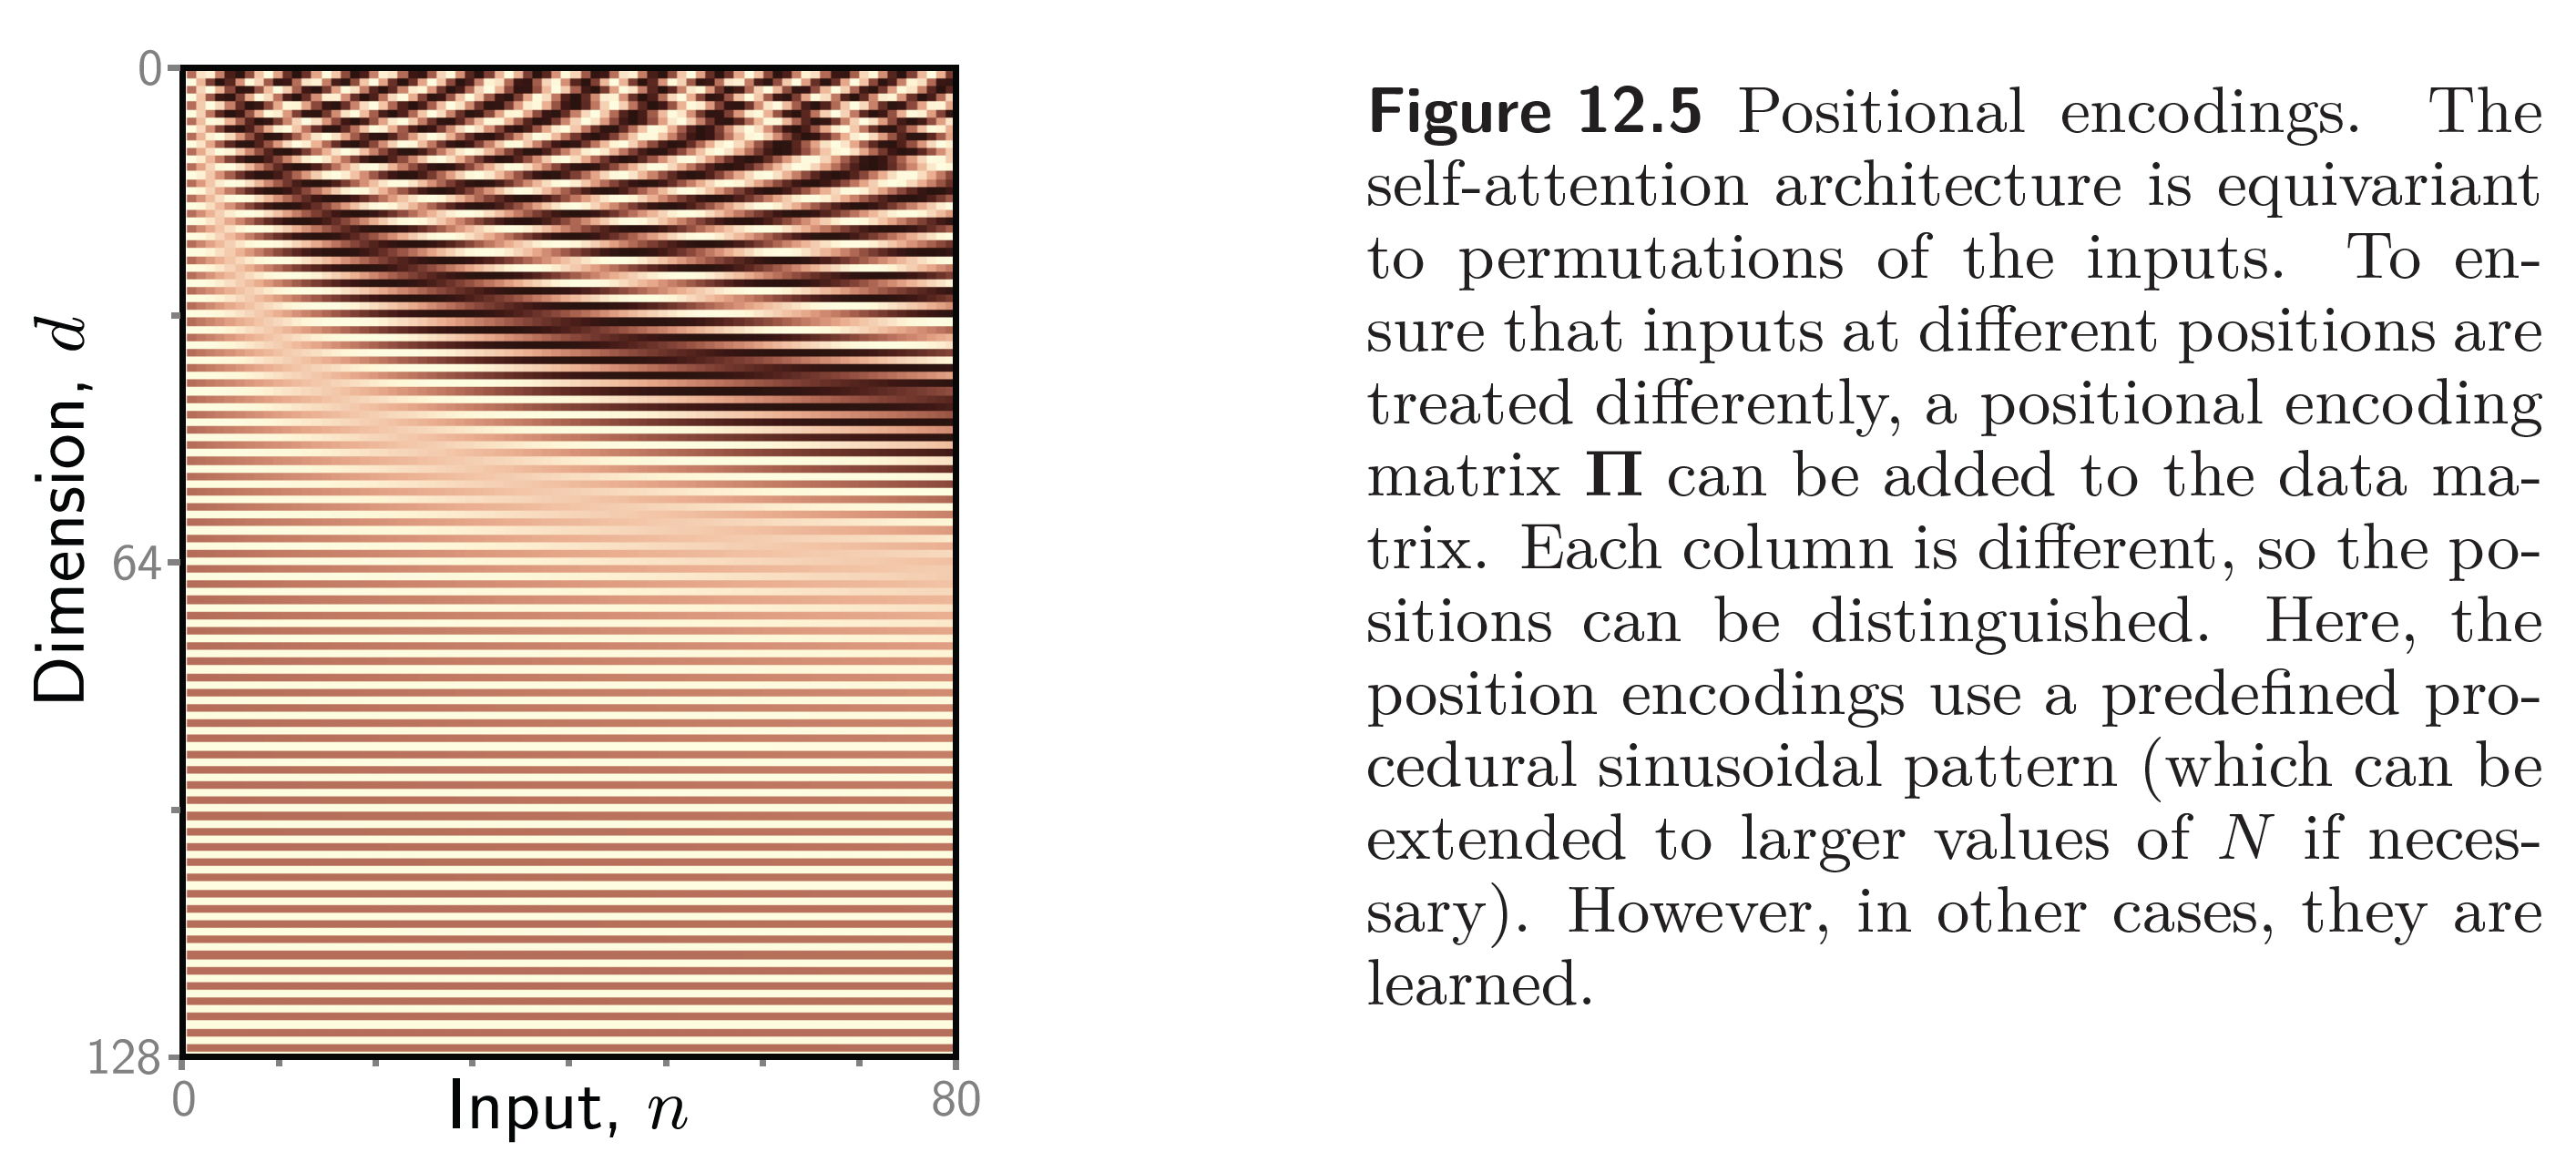 0
64
128
Dimension, d
0
80
Input, n
Figure 12.5 Positional encodings. The
self-attention architecture is equivariant
to permutations of the inputs. To en-
sure that inputs at different positions are
treated differently, a positional encoding
matrix Π can be added to the data ma-
trix. Each column is different, so the po-
sitions can be distinguished. Here, the
position encodings use a predefined pro-
cedural sinusoidal pattern (which can be
extended to larger values of N if neces-
sary). However, in other cases, they are
learned.